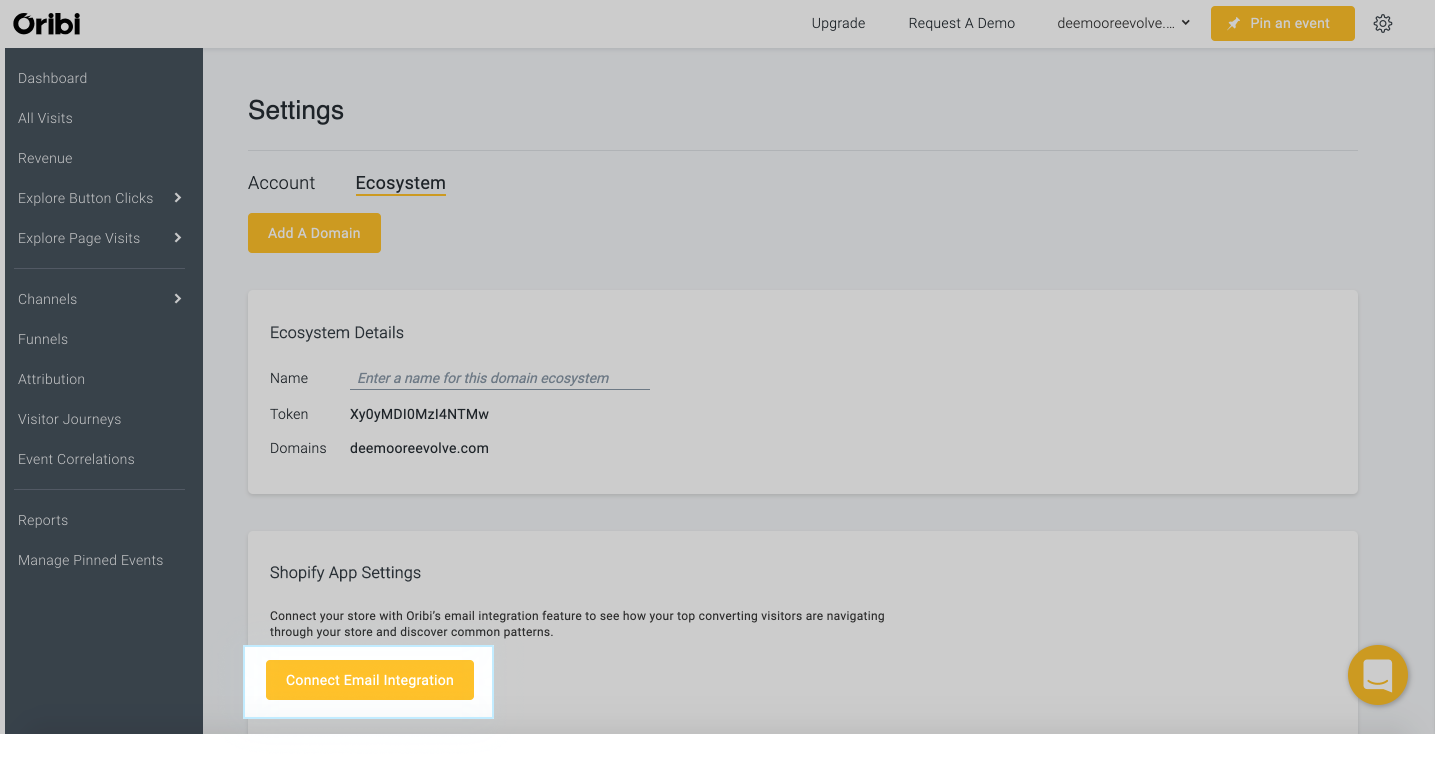 Oribi
Upgrade
Request A Demo
deemooreevolve....
Pin an event
Dashboard
All Visits
Revenue
Explore Button Clicks
Explore Page Visits
Channels
Funnels
Attribution
Visitor Journeys
Event Correlations
Reports
Manage Pinned Events
Settings
Account
Ecosystem
Add A Domain
Ecosystem Details
Name Enter a name for this domain ecosystem
Token Xy0yMDI0MzI4NTMw
Domains deemooreevolve.com
Shopify App Settings
Connect your store with Oribi's email integration feature to see how your top converting visitors are navigating
through your store and discover common patterns.
Connect Email Integration